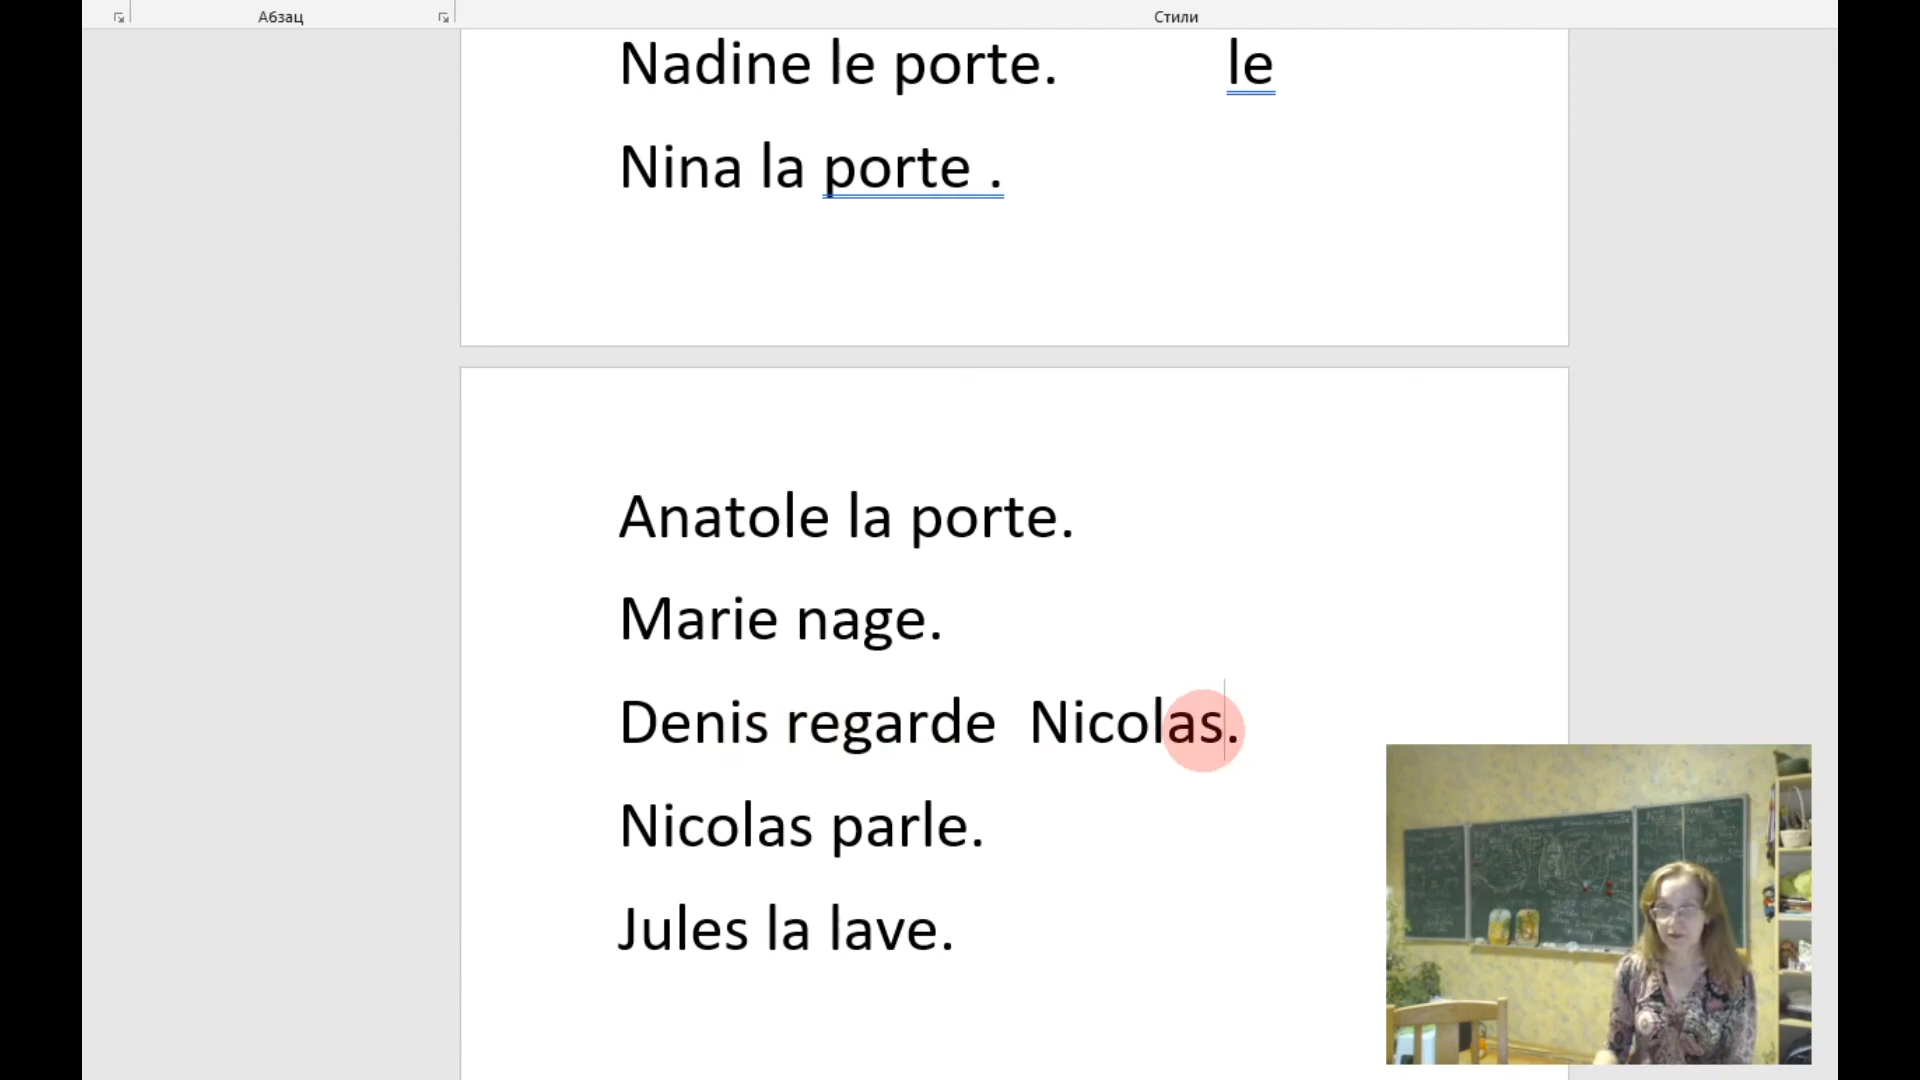 Абзац Стили
Nadine le porte. le
Nina la porte .
Anatole la porte.
Marie nage.
Denis regarde  Nicolas.
Nicolas parle.
Jules la lave.